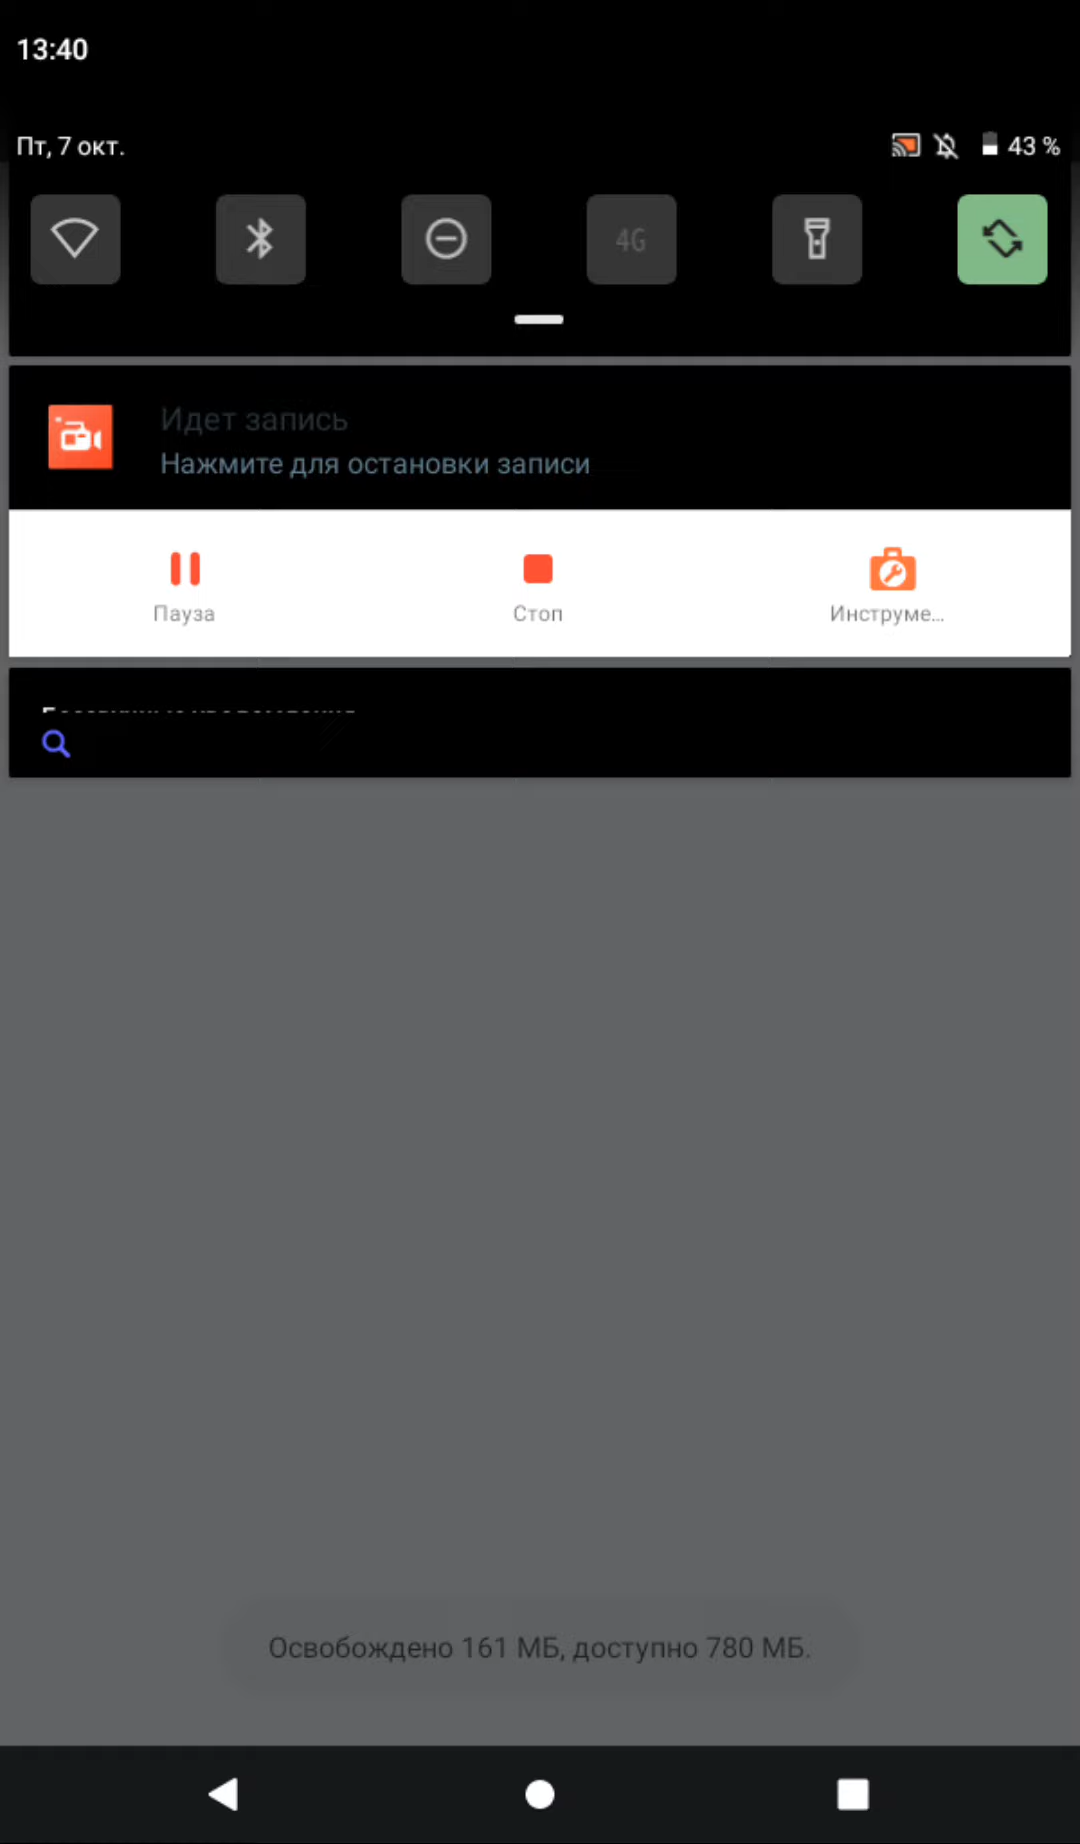 13:40
Пт, 7 окт.
43 %
4G
Идет запись
Нажмите для остановки записи
Пауза
Стоп
Инструме...
Освобождено 161 МБ, доступно 780 МБ.